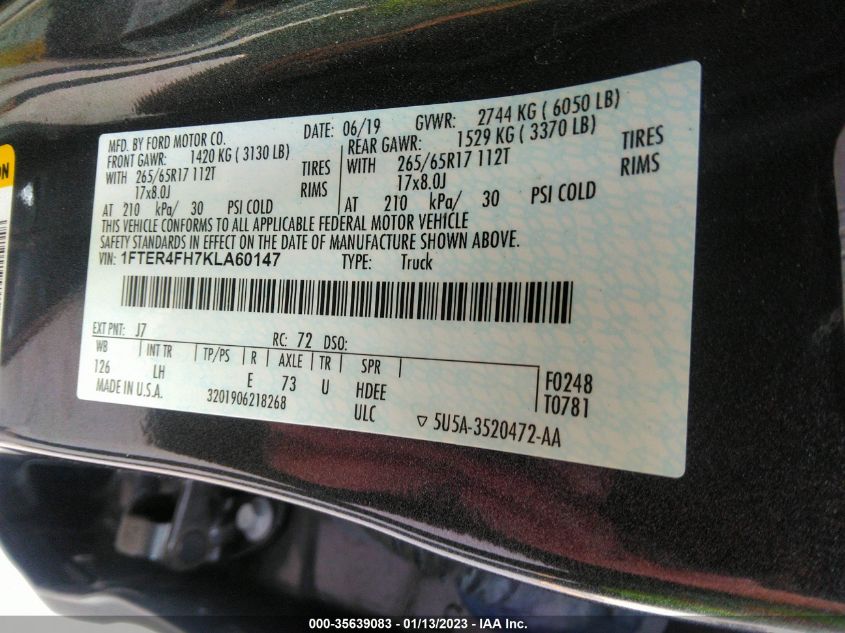 ON
MFD. BY FORD MOTOR CO. DATE: 06/19 GVWR: 2744 KG ( 6050 LB)
FRONT GAWR: 1420 KG ( 3130 LB) REAR GAWR: 1529 KG ( 3370 LB)
WITH 265/65R17 112T TIRES WITH 265/65R17 112T TIRES
17x8.0J RIMS 17x8.0J RIMS
AT 210 kPa/ 30 PSI COLD AT 210 kPa/ 30 PSI COLD
THIS VEHICLE CONFORMS TO ALL APPLICABLE FEDERAL MOTOR VEHICLE
SAFETY STANDARDS IN EFFECT ON THE DATE OF MANUFACTURE SHOWN ABOVE.
VIN: 1FTER4FH7KLA60147 TYPE: Truck
EXT PNT: J7 RC: 72 DSO:
WB INT TR TP/PS R AXLE TR SPR
126 LH E 73 U HDEE F0248
MADE IN U.S.A. 3201906218268 ULC T0781
▽ 5U5A-3520472-AA
000-35639083 - 01/13/2023 - IAA Inc.